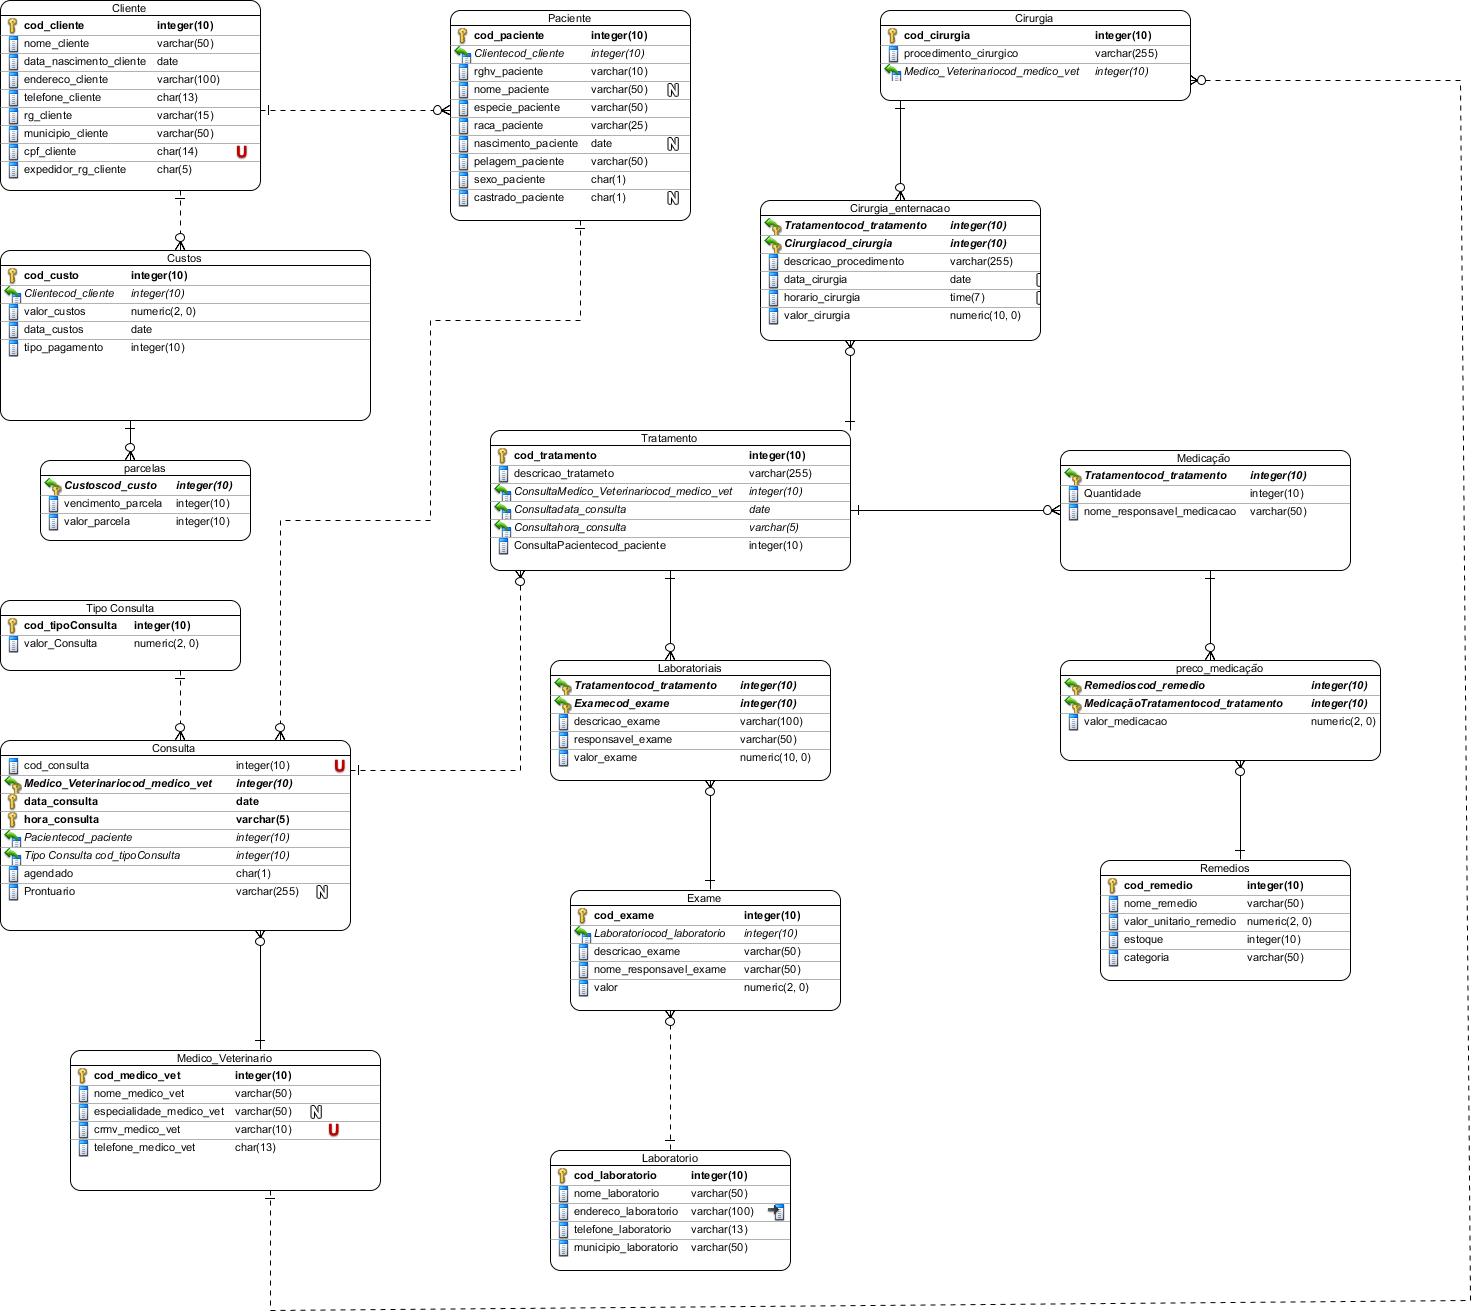 Cliente
cod_cliente integer(10)
nome_cliente varchar(50)
data_nascimento_cliente date
endereco_cliente varchar(100)
telefone_cliente char(13)
rg_cliente varchar(15)
municipio_cliente varchar(50)
cpf_cliente char(14) U
expedidor_rg_cliente char(5)
Paciente
cod_paciente integer(10)
Clientecod_cliente integer(10)
rghv_paciente varchar(10)
nome_paciente varchar(50) N
especie_paciente varchar(50)
raca_paciente varchar(25)
nascimento_paciente date N
pelagem_paciente varchar(50)
sexo_paciente char(1)
castrado_paciente char(1) N
Cirurgia
cod_cirurgia integer(10)
procedimento_cirurgico varchar(255)
Medico_Veterinariocod_medico_vet integer(10)
Cirurgia_enternacao
Tratamentocod_tratamento integer(10)
Cirurgiacod_cirurgia integer(10)
descricao_procedimento varchar(255)
data_cirurgia date
horario_cirurgia time(7)
valor_cirurgia numeric(10, 0)
Custos
cod_custo integer(10)
Clientecod_cliente integer(10)
valor_custos numeric(2, 0)
data_custos date
tipo_pagamento integer(10)
parcelas
Custoscod_custo integer(10)
vencimento_parcela integer(10)
valor_parcela integer(10)
Tratamento
cod_tratamento integer(10)
descricao_tratameto varchar(255)
ConsultaMedico_Veterinariocod_medico_vet integer(10)
Consultadata_consulta date
Consultahora_consulta varchar(5)
ConsultaPacientecod_paciente integer(10)
Medicação
Tratamentocod_tratamento integer(10)
Quantidade integer(10)
nome_responsavel_medicacao varchar(50)
Tipo Consulta
cod_tipoConsulta integer(10)
valor_Consulta numeric(2, 0)
Laboratoriais
Tratamentocod_tratamento integer(10)
Examecod_exame integer(10)
descricao_exame varchar(100)
responsavel_exame varchar(50)
valor_exame numeric(10, 0)
preco_medicação
Remedioscod_remedio integer(10)
MedicaçãoTratamentocod_tratamento integer(10)
valor_medicacao numeric(2, 0)
Consulta
cod_consulta integer(10) U
Medico_Veterinariocod_medico_vet integer(10)
data_consulta date
hora_consulta varchar(5)
Pacientecod_paciente integer(10)
Tipo Consulta cod_tipoConsulta integer(10)
agendado char(1)
Prontuario varchar(255) N
Exame
cod_exame integer(10)
Laboratoriocod_laboratorio integer(10)
descricao_exame varchar(50)
nome_responsavel_exame varchar(50)
valor numeric(2, 0)
Remedios
cod_remedio integer(10)
nome_remedio varchar(50)
valor_unitario_remedio numeric(2, 0)
estoque integer(10)
categoria varchar(50)
Medico_Veterinario
cod_medico_vet integer(10)
nome_medico_vet varchar(50)
especialidade_medico_vet varchar(50) N
crmv_medico_vet varchar(10) U
telefone_medico_vet char(13)
Laboratorio
cod_laboratorio integer(10)
nome_laboratorio varchar(50)
endereco_laboratorio varchar(100)
telefone_laboratorio varchar(13)
municipio_laboratorio varchar(50)